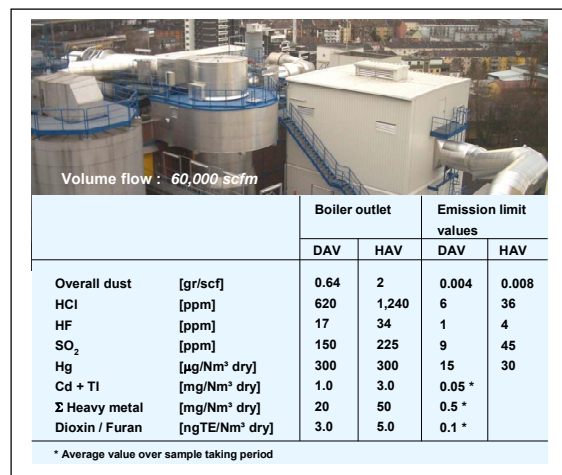 Volume flow : 60,000 scfm
Boiler outlet Emission limit values
DAV HAV DAV HAV
Overall dust [gr/scf] 0.64 2 0.004 0.008
HCl [ppm] 620 1,240 6 36
HF [ppm] 17 34 1 4
SO2 [ppm] 150 225 9 45
Hg [µg/Nm³ dry] 300 300 15 30
Cd + Tl [mg/Nm³ dry] 1.0 3.0 0.05 *
Σ Heavy metal [mg/Nm³ dry] 20 50 0.5 *
Dioxin / Furan [ngTE/Nm³ dry] 3.0 5.0 0.1 *
* Average value over sample taking period